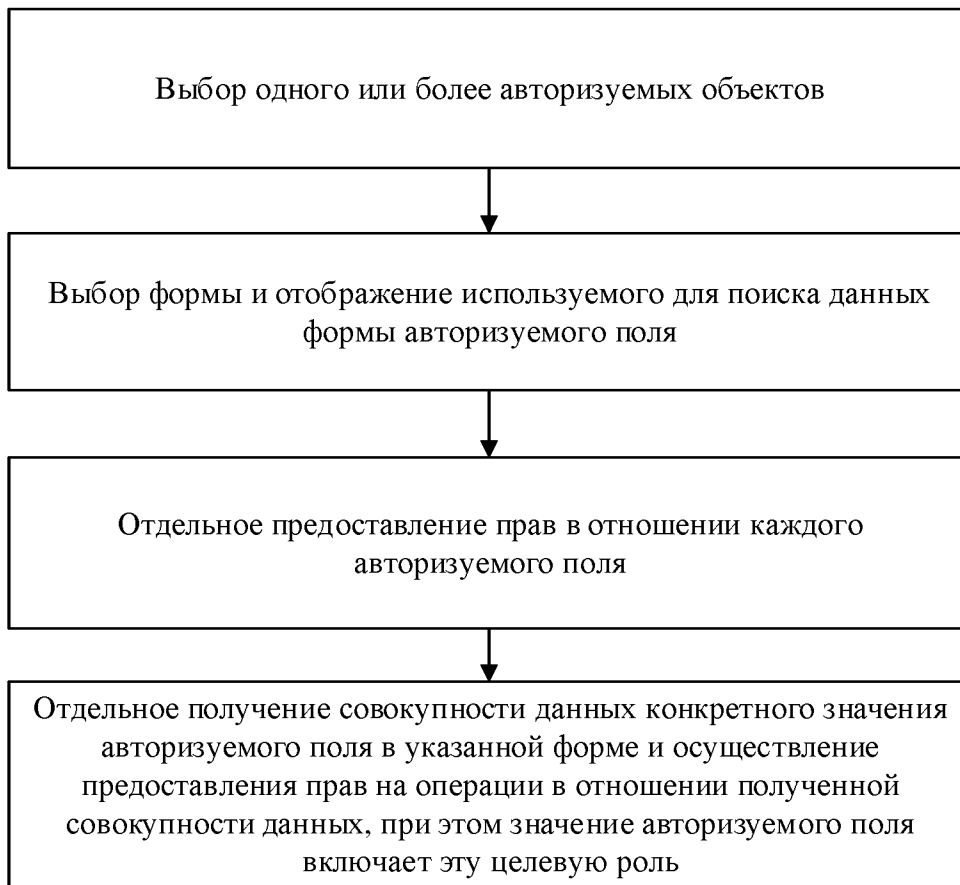 Выбор одного или более авторизуемых объектов
Выбор формы и отображение используемого для поиска данных
формы авторизуемого поля
Отдельное предоставление прав в отношении каждого
авторизуемого поля
Отдельное получение совокупности данных конкретного значения
авторизуемого поля в указанной форме и осуществление
предоставления прав на операции в отношении полученной
совокупности данных, при этом значение авторизуемого поля
включает эту целевую роль